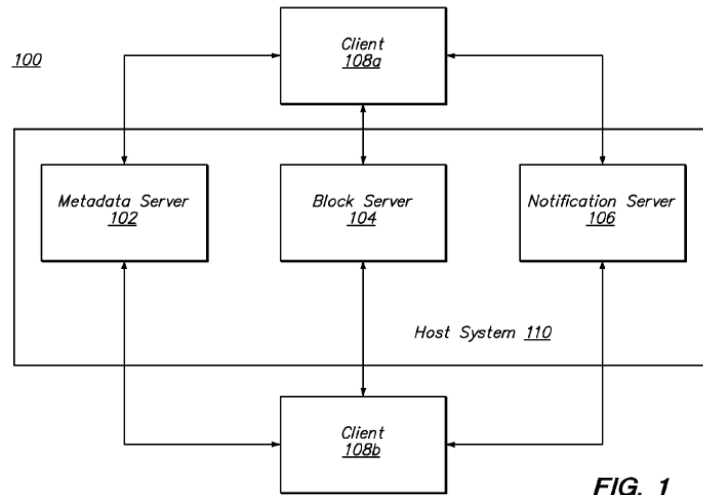 100
Client
108a
Metadata Server
102
Block Server
104
Notification Server
106
Host System 110
Client
108b
FIG. 1